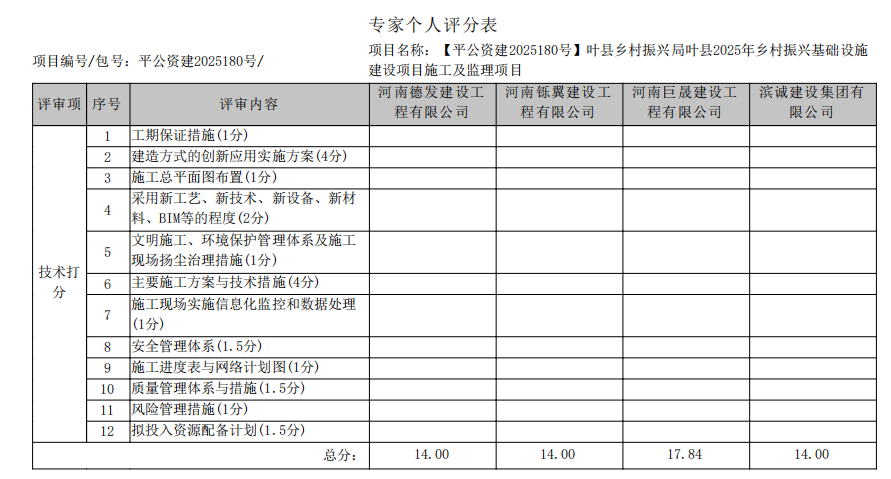 专家个人评分表
项目编号/包号：平公资建2025180号/
项目名称：【平公资建2025180号】叶县乡村振兴局叶县2025年乡村振兴基础设施
建设项目施工及监理项目
评审项 序号 评审内容 河南德发建设工 河南铄翼建设工 河南巨晟建设工 滨诚建设集团有
程有限公司 程有限公司 程有限公司 限公司
技术打
分
1 工期保证措施(1分)
2 建造方式的创新应用实施方案(4分)
3 施工总平面图布置(1分)
4 采用新工艺、新技术、新设备、新材
料、BIM等的程度(2分)
5 文明施工、环境保护管理体系及施工
现场扬尘治理措施(1分)
6 主要施工方案与技术措施(4分)
7 施工现场实施信息化监控和数据处理
(1分)
8 安全管理体系(1.5分)
9 施工进度表与网络计划图(1分)
10 质量管理体系与措施(1.5分)
11 风险管理措施(1分)
12 拟投入资源配备计划(1.5分)
总分： 14.00 14.00 17.84 14.00